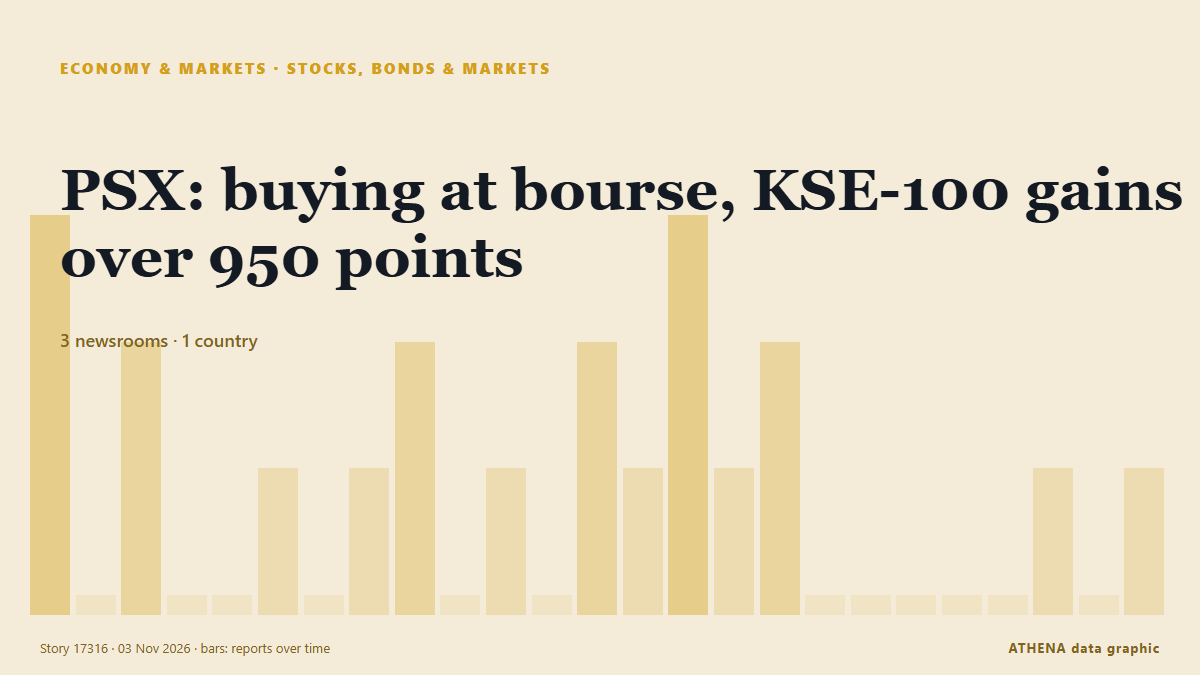 ECONOMY & MARKETS · STOCKS, BONDS & MARKETS
PSX: buying at bourse, KSE-100 gains
over 950 points
3 newsrooms · 1 country
Story 17316 · 03 Nov 2026 · bars: reports over time
ATHENA data graphic